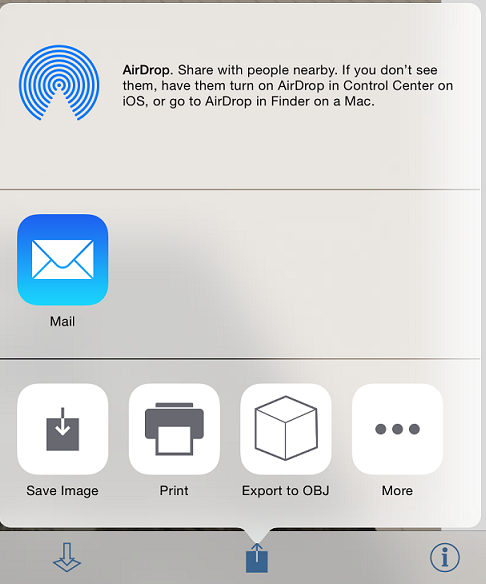 AirDrop. Share with people nearby. If you don't see
them, have them turn on AirDrop in Control Center on
iOS, or go to AirDrop in Finder on a Mac.
Mail
Save Image
Print
Export to OBJ
More